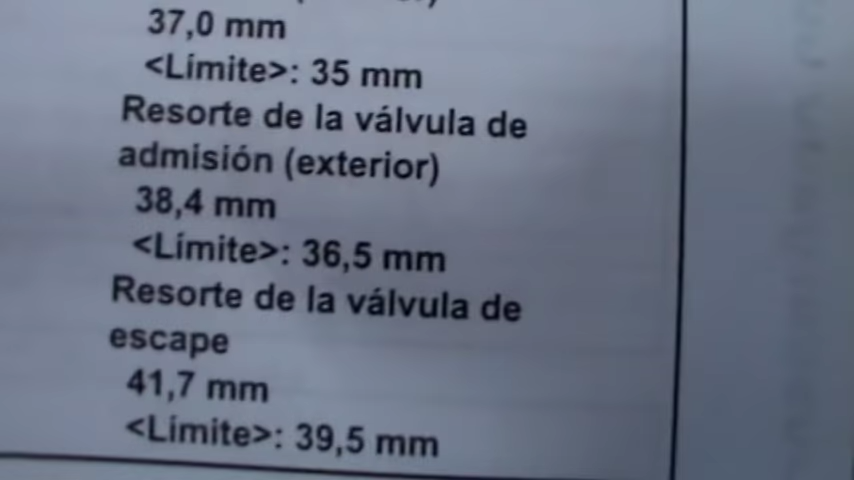 37,0 mm
<Límite>: 35 mm
Resorte de la válvula de
admisión (exterior)
38,4 mm
<Límite>: 36,5 mm
Resorte de la válvula de
escape
41,7 mm
<Límite>: 39,5 mm